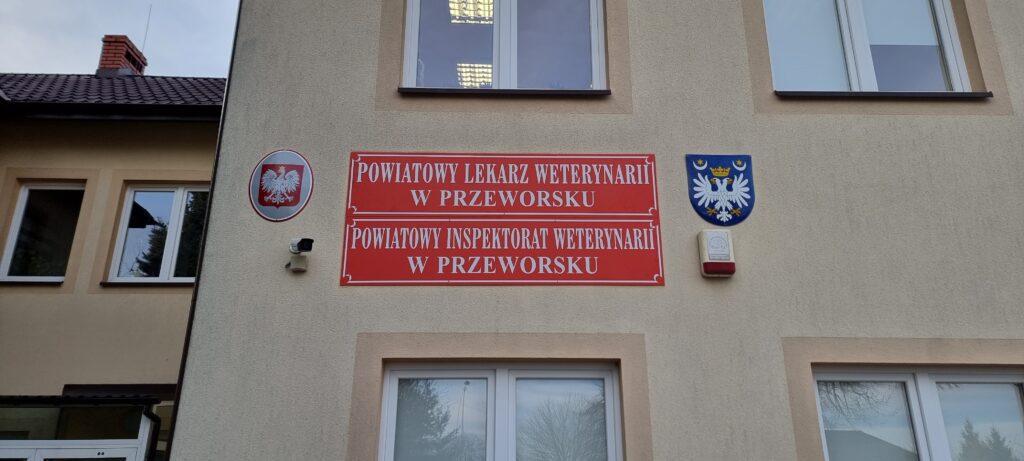 POWIATOWY LEKARZ WETERYNARII
W PRZEWORSKU
POWIATOWY INSPEKTORAT WETERYNARII
W PRZEWORSKU